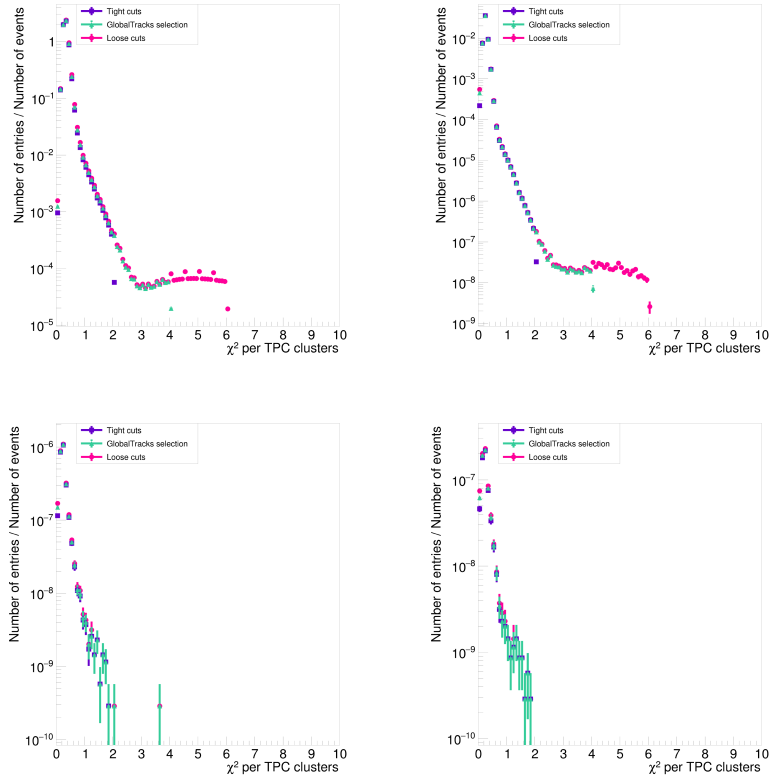 Number of entries / Number of events
Tight cuts
GlobalTracks selection
Loose cuts
1
10⁻¹
10⁻²
10⁻³
10⁻⁴
10⁻⁵
0 1 2 3 4 5 6 7 8 9 10
χ² per TPC clusters
Number of entries / Number of events
Tight cuts
GlobalTracks selection
Loose cuts
10⁻²
10⁻³
10⁻⁴
10⁻⁵
10⁻⁶
10⁻⁷
10⁻⁸
10⁻⁹
0 1 2 3 4 5 6 7 8 9 10
χ² per TPC clusters
Number of entries / Number of events
Tight cuts
GlobalTracks selection
Loose cuts
10⁻⁶
10⁻⁷
10⁻⁸
10⁻⁹
10⁻¹⁰
0 1 2 3 4 5 6 7 8 9 10
χ² per TPC clusters
Number of entries / Number of events
Tight cuts
GlobalTracks selection
Loose cuts
10⁻⁷
10⁻⁸
10⁻⁹
10⁻¹⁰
0 1 2 3 4 5 6 7 8 9 10
χ² per TPC clusters